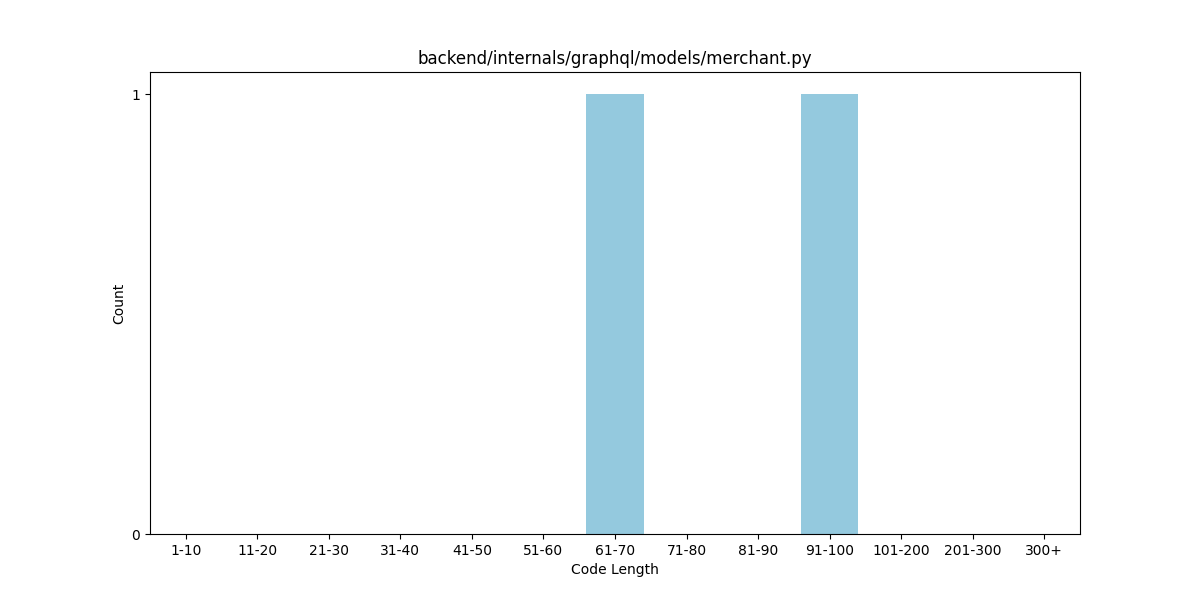 backend/internals/graphql/models/merchant.py
1
Count
0
1-10 11-20 21-30 31-40 41-50 51-60 61-70 71-80 81-90 91-100 101-200 201-300 300+
Code Length